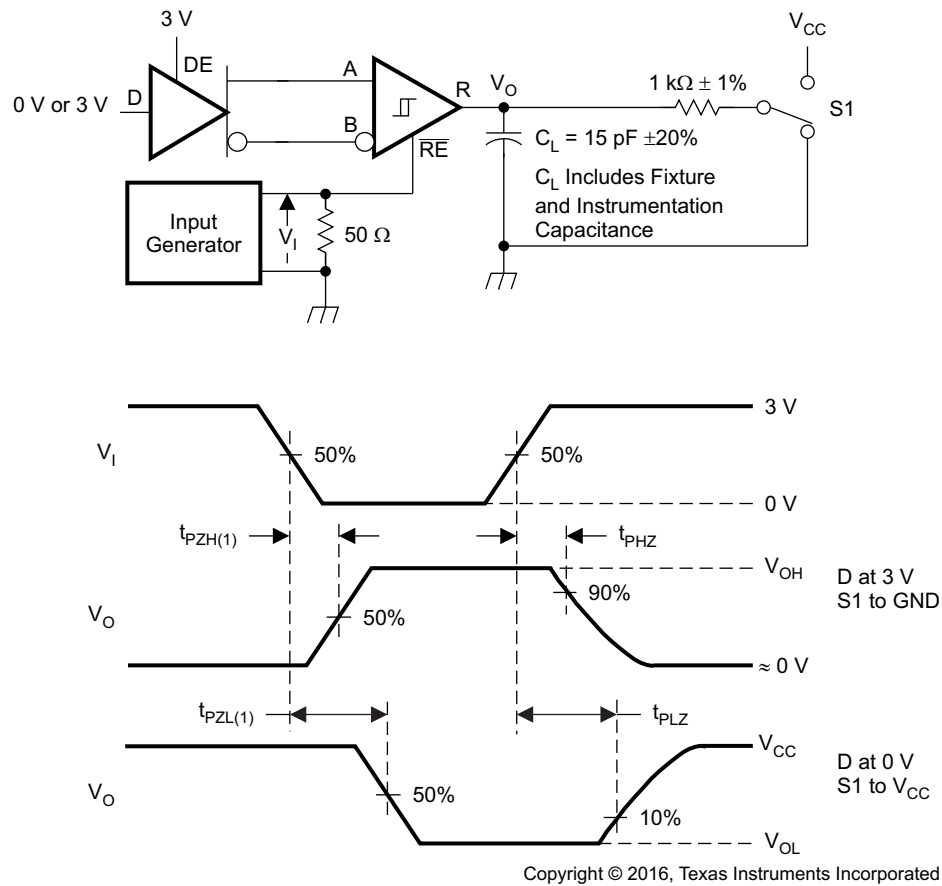 3 V
V_CC
DE
A
1 kΩ ± 1%
0 V or 3 V
D
R
V_O
S1
B
R̅E̅
C_L = 15 pF ±20%
C_L Includes Fixture
and Instrumentation
Capacitance
Input
Generator
V_I
50 Ω
3 V
V_I
50%
50%
0 V
t_PZH(1)
t_PHZ
V_OH
D at 3 V
S1 to GND
90%
V_O
50%
≈ 0 V
t_PZL(1)
t_PLZ
V_CC
D at 0 V
S1 to V_CC
V_O
50%
10%
V_OL
Copyright © 2016, Texas Instruments Incorporated